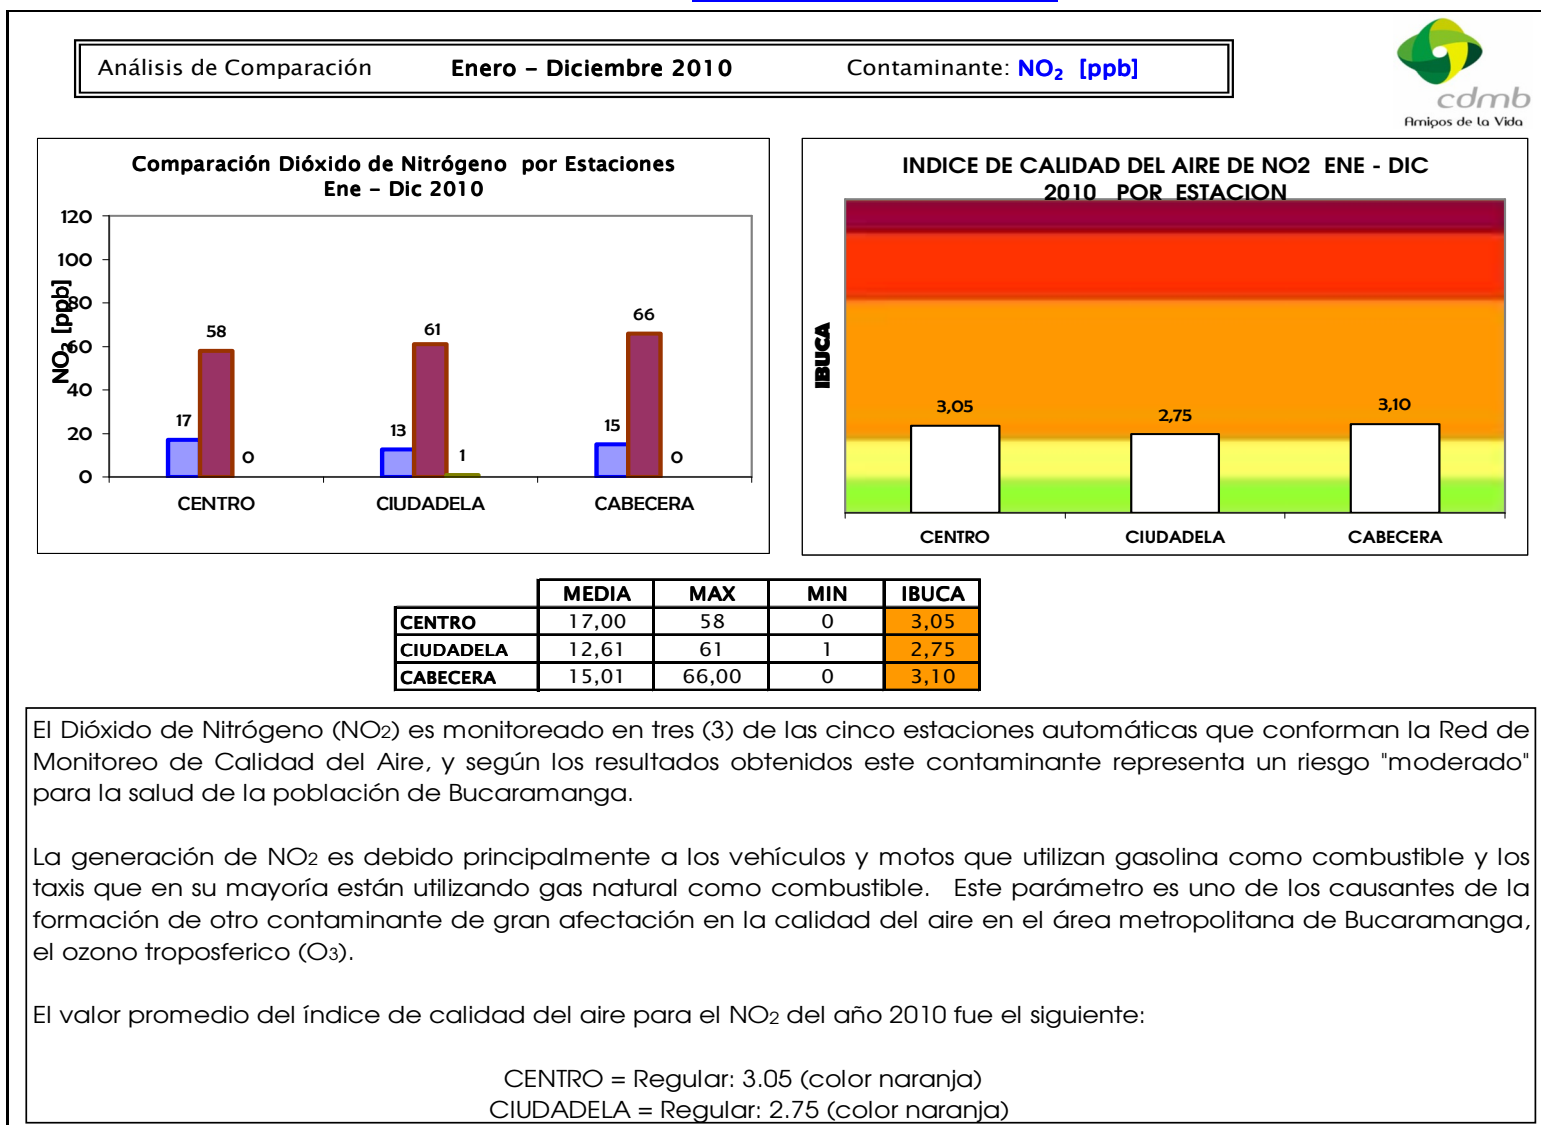 Análisis de Comparación Enero - Diciembre 2010 Contaminante: NO₂ [ppb]
cdmb
Amigos de la Vida
Comparación Dióxido de Nitrógeno por Estaciones
Ene - Dic 2010
NO₂ [ppb]
120
100
80
60
40
20
0
17
58
0
13
61
1
15
66
0
CENTRO
CIUDADELA
CABECERA
INDICE DE CALIDAD DEL AIRE DE NO2 ENE - DIC
2010 POR ESTACION
IBUCA
3,05
2,75
3,10
CENTRO
CIUDADELA
CABECERA
MEDIA MAX MIN IBUCA
CENTRO 17,00 58 0 3,05
CIUDADELA 12,61 61 1 2,75
CABECERA 15,01 66,00 0 3,10
El Dióxido de Nitrógeno (NO₂) es monitoreado en tres (3) de las cinco estaciones automáticas que conforman la Red de
Monitoreo de Calidad del Aire, y según los resultados obtenidos este contaminante representa un riesgo "moderado"
para la salud de la población de Bucaramanga.
La generación de NO₂ es debido principalmente a los vehículos y motos que utilizan gasolina como combustible y los
taxis que en su mayoría están utilizando gas natural como combustible. Este parámetro es uno de los causantes de la
formación de otro contaminante de gran afectación en la calidad del aire en el área metropolitana de Bucaramanga,
el ozono troposferico (O₃).
El valor promedio del índice de calidad del aire para el NO₂ del año 2010 fue el siguiente:
CENTRO = Regular: 3.05 (color naranja)
CIUDADELA = Regular: 2.75 (color naranja)